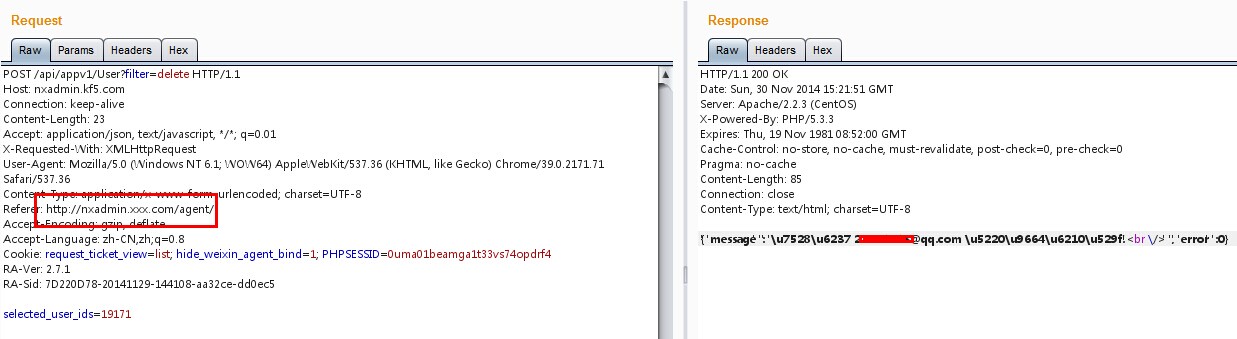 Request
Raw
Params
Headers
Hex
POST /api/appv1/User?filter=delete HTTP/1.1
Host: nxadmin.kf5.com
Connection: keep-alive
Content-Length: 23
Accept: application/json, text/javascript, */*; q=0.01
X-Requested-With: XMLHttpRequest
User-Agent: Mozilla/5.0 (Windows NT 6.1; WOW64) AppleWebKit/537.36 (KHTML, like Gecko) Chrome/39.0.2171.71
Safari/537.36
Content-Type: application/x-www-form-urlencoded; charset=UTF-8
Referer: http://nxadmin.xxx.com/agent/
Accept-Encoding: gzip, deflate
Accept-Language: zh-CN,zh;q=0.8
Cookie: request_ticket_view=list; hide_weixin_agent_bind=1; PHPSESSID=0uma01beamga1t33vs74opdrf4
RA-Ver: 2.7.1
RA-Sid: 7D220D78-20141129-144108-aa32ce-dd0ec5
selected_user_ids=19171
Response
Raw
Headers
Hex
HTTP/1.1 200 OK
Date: Sun, 30 Nov 2014 15:21:51 GMT
Server: Apache/2.2.3 (CentOS)
X-Powered-By: PHP/5.3.3
Expires: Thu, 19 Nov 1981 08:52:00 GMT
Cache-Control: no-store, no-cache, must-revalidate, post-check=0, pre-check=0
Pragma: no-cache
Content-Length: 85
Connection: close
Content-Type: text/html; charset=UTF-8
{"message":"\u7528\u6237 2 @qq.com \u5220\u9664\u6210\u529f!<br \/>","error":0}